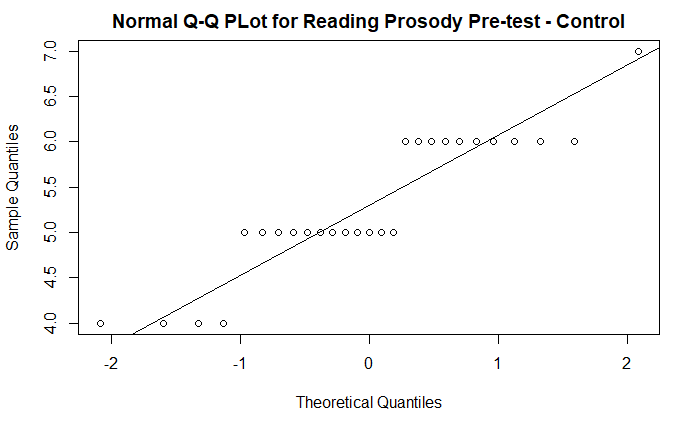 Normal Q-Q PLot for Reading Prosody Pre-test - Control
Sample Quantiles
7.0
6.5
6.0
5.5
5.0
4.5
4.0
-2 -1 0 1 2
Theoretical Quantiles